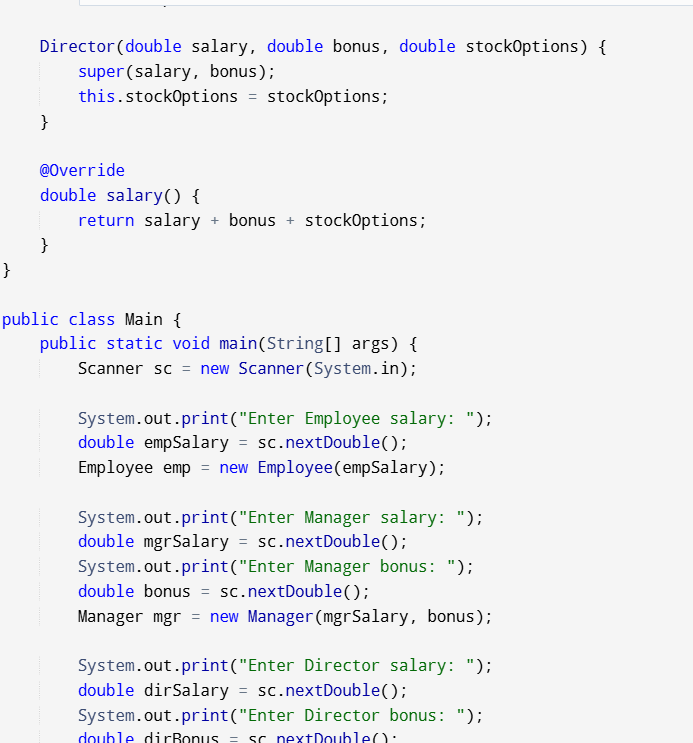 Director(double salary, double bonus, double stockOptions) {
super(salary, bonus);
this.stockOptions = stockOptions;
}
@Override
double salary() {
return salary + bonus + stockOptions;
}
}
public class Main {
public static void main(String[] args) {
Scanner sc = new Scanner(System.in);
System.out.print("Enter Employee salary: ");
double empSalary = sc.nextDouble();
Employee emp = new Employee(empSalary);
System.out.print("Enter Manager salary: ");
double mgrSalary = sc.nextDouble();
System.out.print("Enter Manager bonus: ");
double bonus = sc.nextDouble();
Manager mgr = new Manager(mgrSalary, bonus);
System.out.print("Enter Director salary: ");
double dirSalary = sc.nextDouble();
System.out.print("Enter Director bonus: ");
double dirBonus = sc.nextDouble();